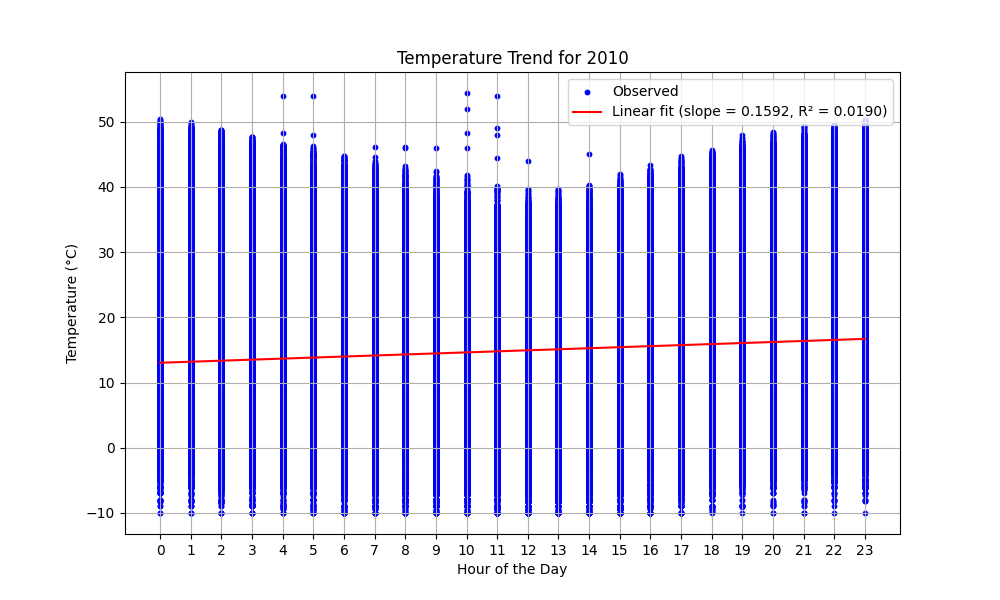 Temperature Trend for 2010
Observed
Linear fit (slope = 0.1592, R² = 0.0190)
Temperature (°C)
50
40
30
20
10
0
−10
0 1 2 3 4 5 6 7 8 9 10 11 12 13 14 15 16 17 18 19 20 21 22 23
Hour of the Day